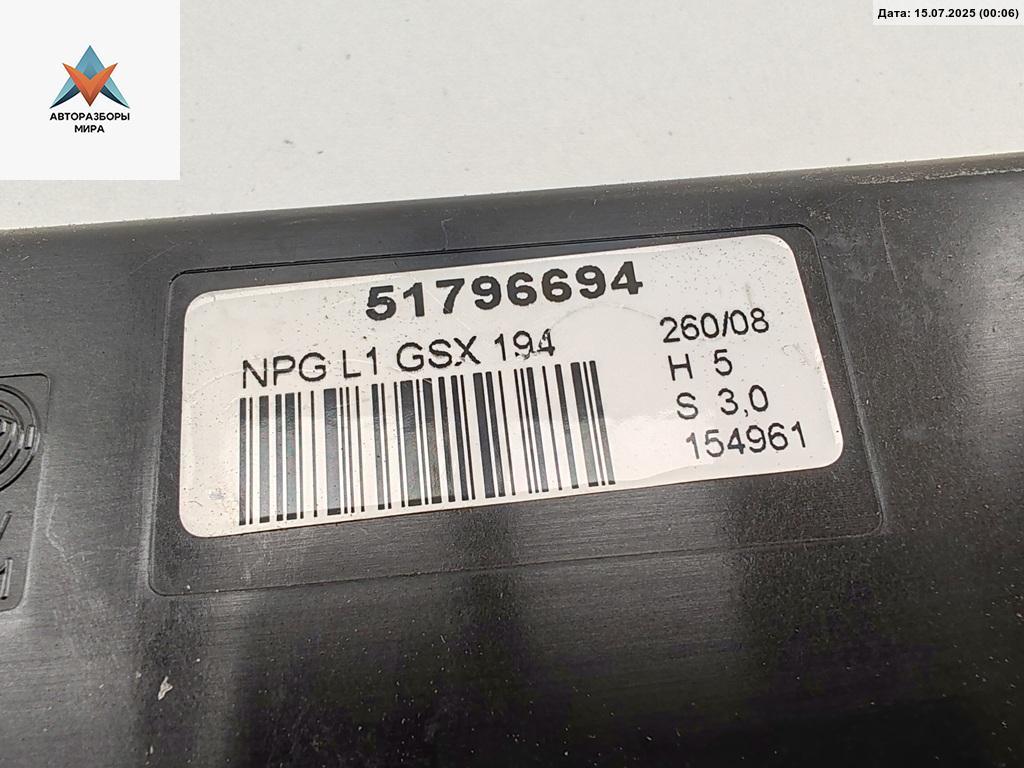 Дата: 15.07.2025 (00:06)
АВТОРАЗБОРЫ
МИРА
51796694
NPG L1 GSX 194
260/08
H 5
S 3,0
154961